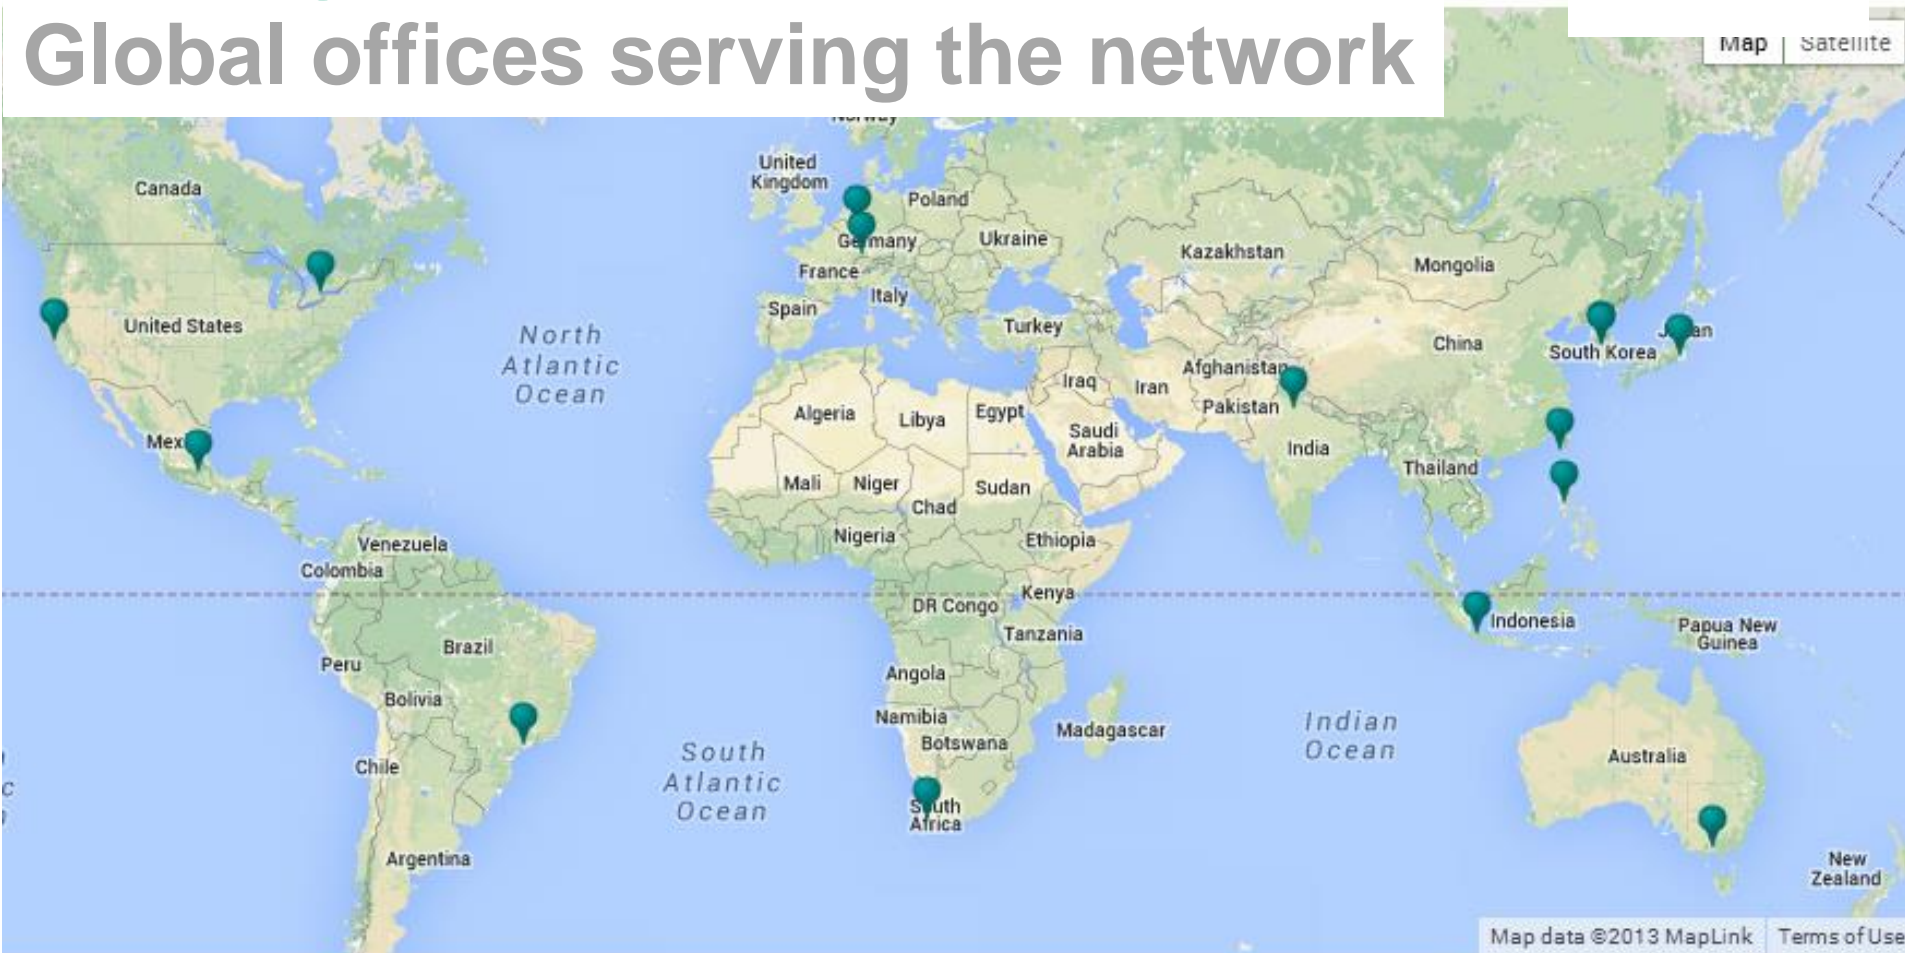 Global offices serving the network
Map
Satellite
Norway
United
Kingdom
Canada
Poland
Germany
Ukraine
Kazakhstan
France
Mongolia
Italy
Spain
United States
Turkey
China
South Korea
Japan
North
Atlantic
Ocean
Afghanistan
Iraq
Iran
Pakistan
Algeria
Libya
Egypt
Saudi
Arabia
India
Thailand
Mexi
Mali
Niger
Sudan
Chad
Nigeria
Ethiopia
Venezuela
Colombia
DR Congo
Kenya
Indonesia
Tanzania
Papua New
Guinea
Brazil
Peru
Angola
Bolivia
Namibia
Botswana
Madagascar
Indian
Ocean
South
Atlantic
Ocean
Chile
Australia
South
Africa
Argentina
New
Zealand
Map data ©2013 MapLink
Terms of Use